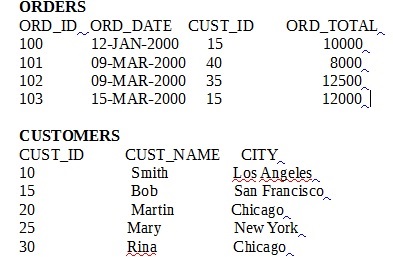 ORDERS
ORD_ID ORD_DATE CUST_ID ORD_TOTAL
100 12-JAN-2000 15 10000
101 09-MAR-2000 40 8000
102 09-MAR-2000 35 12500
103 15-MAR-2000 15 12000
CUSTOMERS
CUST_ID CUST_NAME CITY
10 Smith Los Angeles
15 Bob San Francisco
20 Martin Chicago
25 Mary New York
30 Rina Chicago